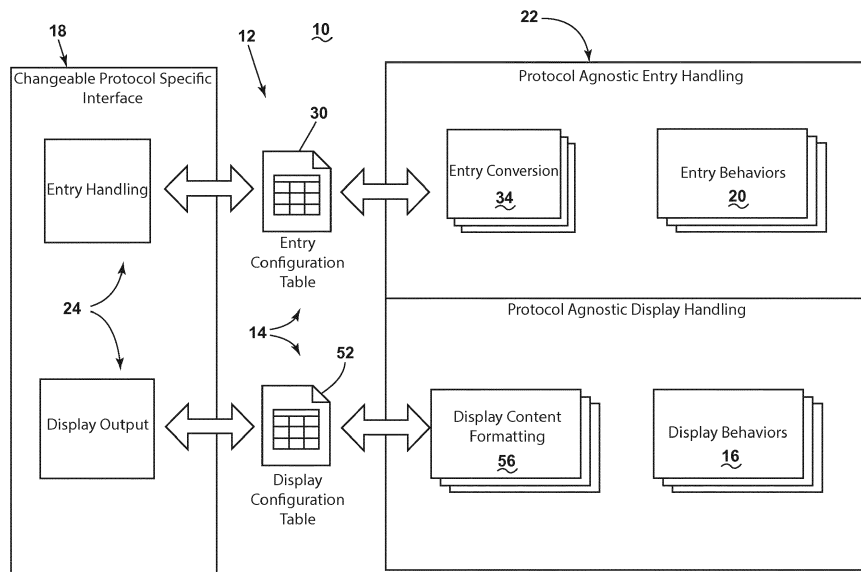 10
18
12
22
Changeable Protocol Specific
Interface
Protocol Agnostic Entry Handling
30
Entry Handling
Entry Conversion
34
Entry Behaviors
20
Entry
Configuration
Table
24
14
Protocol Agnostic Display Handling
52
Display Output
Display Content
Formatting
56
Display Behaviors
16
Display
Configuration
Table